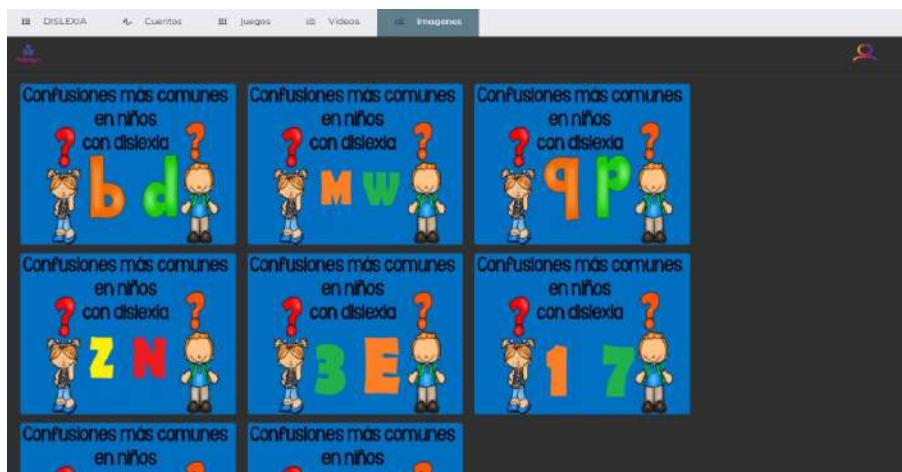 DISLEXIA Cuentos Juegos Videos Imagenes
Confusiones más comunes
en niños
con dislexia
b d
Confusiones más comunes
en niños
con dislexia
M W
Confusiones más comunes
en niños
con dislexia
q p
Confusiones más comunes
en niños
con dislexia
Z N
Confusiones más comunes
en niños
con dislexia
3 E
Confusiones más comunes
en niños
con dislexia
1 7
Confusiones más comunes
en niños
Confusiones más comunes
en niños